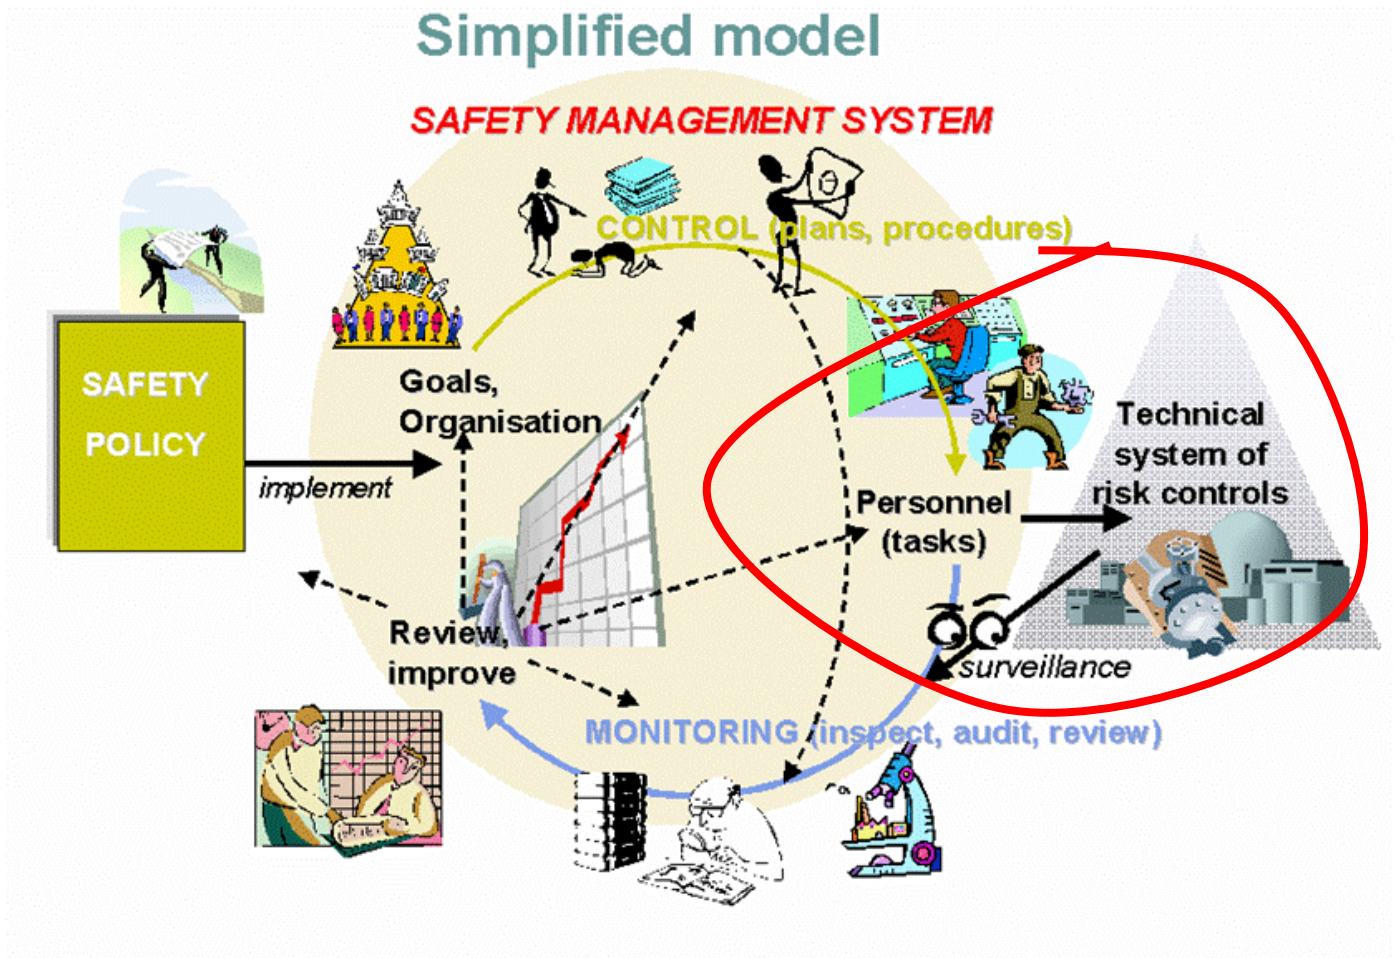 Simplified model
SAFETY MANAGEMENT SYSTEM
CONTROL (plans, procedures)
SAFETY
POLICY
implement
Goals,
Organisation
Technical
system of
risk controls
Personnel
(tasks)
Review,
improve
surveillance
MONITORING (inspect, audit, review)